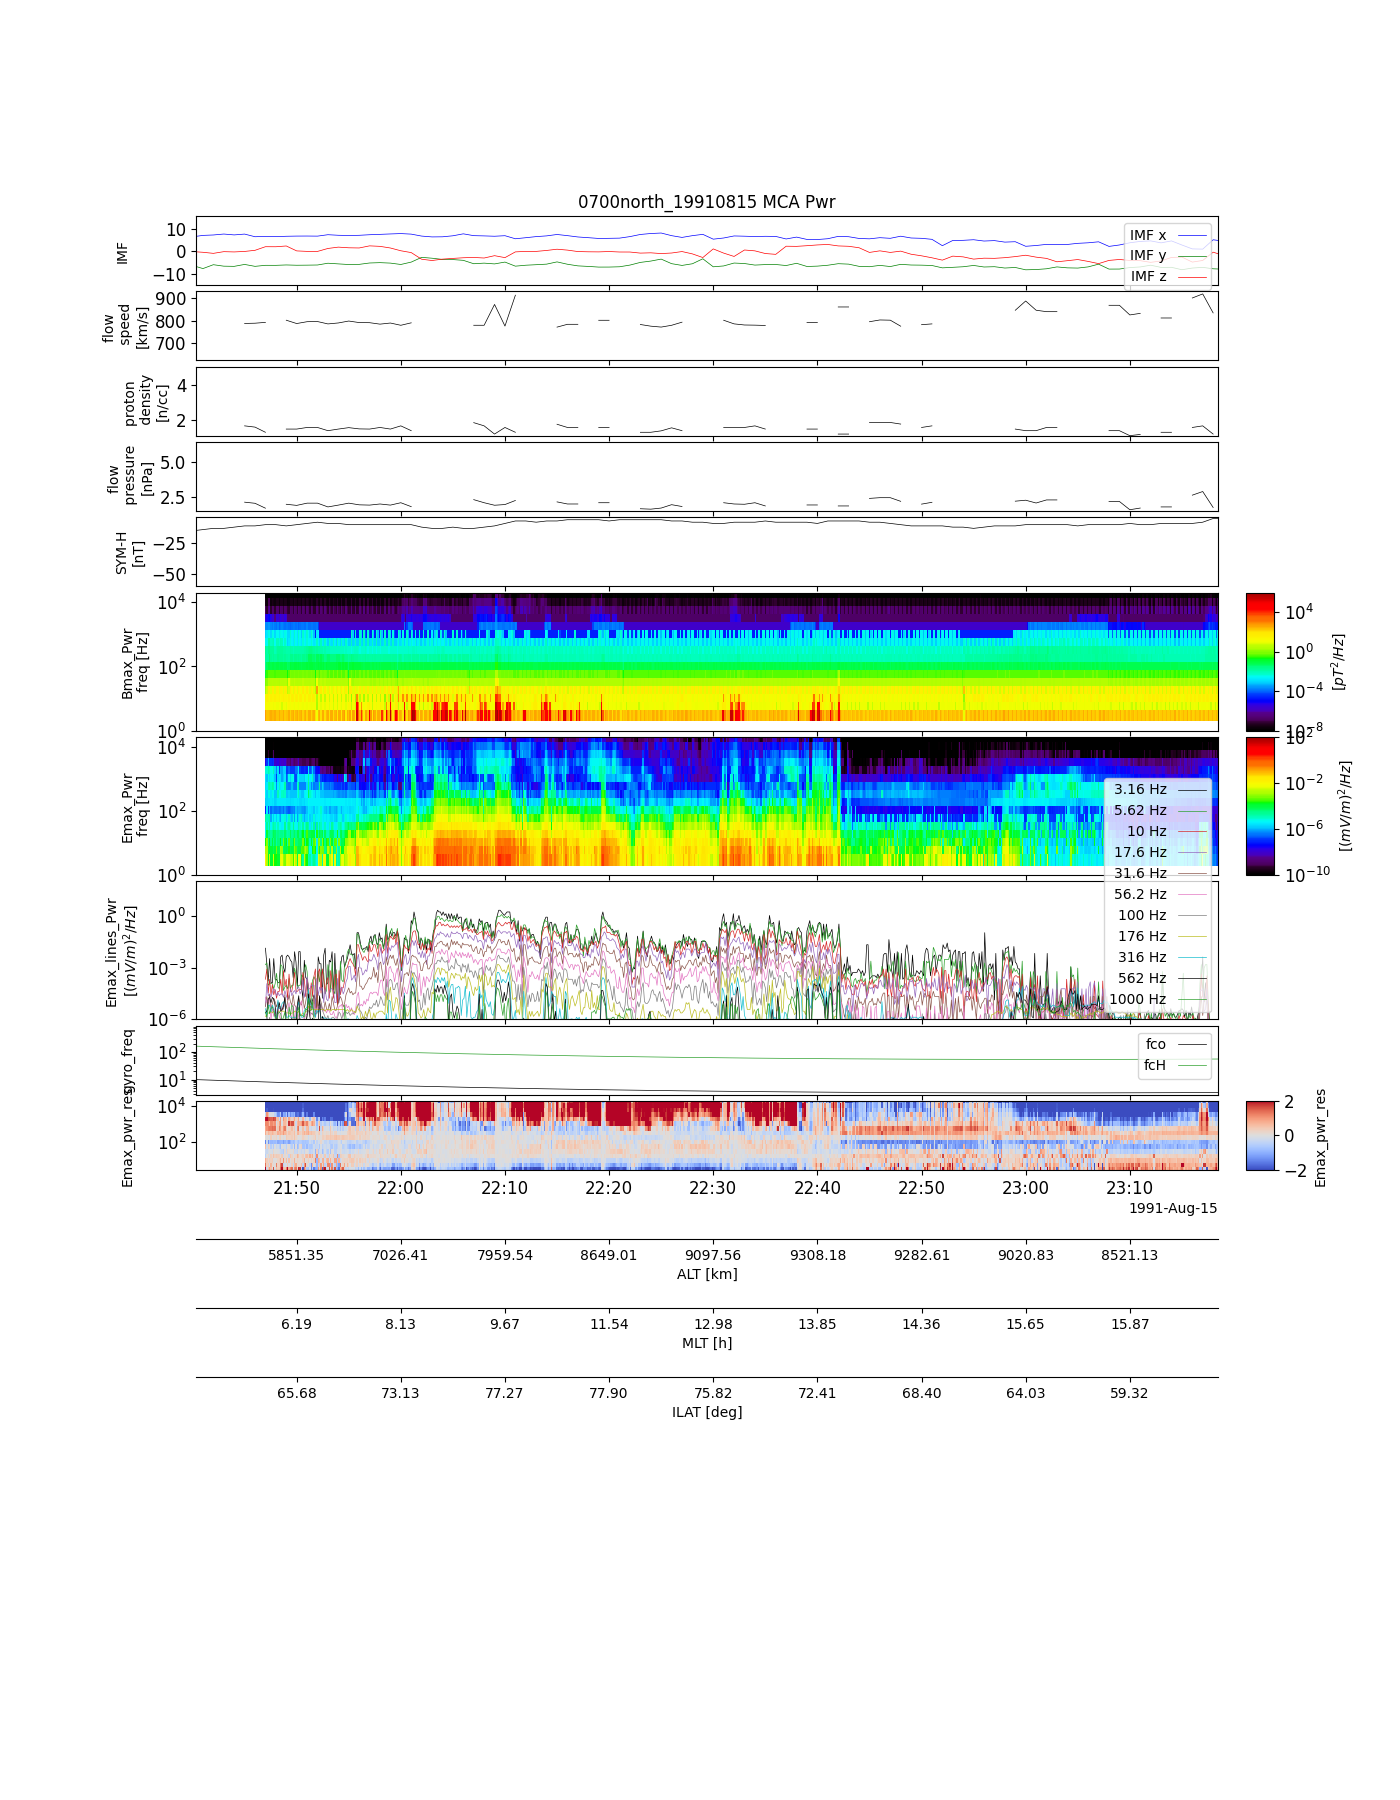 0700north_19910815 MCA Pwr
10
0
−10
IMF
IMF x
IMF y
IMF z
900
800
700
flow
speed
[km/s]
4
2
proton
density
[n/cc]
5.0
2.5
flow
pressure
[nPa]
−25
−50
SYM-H
[nT]
10^4
10^2
10^0
Bmax_Pwr
freq [Hz]
10^4
10^0
10^−4
10^−8
[pT^2/Hz]
10^4
10^2
10^0
Emax_Pwr
freq [Hz]
10^2
10^−2
10^−6
10^−10
[(mV/m)^2/Hz]
3.16 Hz
5.62 Hz
10 Hz
17.6 Hz
31.6 Hz
56.2 Hz
100 Hz
176 Hz
316 Hz
562 Hz
1000 Hz
10^0
10^−3
10^−6
Emax_lines_Pwr
[(mV/m)^2/Hz]
10^2
10^1
gyro_freq
fco
fcH
10^4
10^2
Emax_pwr_res
2
0
−2
Emax_pwr_res
21:50 22:00 22:10 22:20 22:30 22:40 22:50 23:00 23:10
1991-Aug-15
5851.35 7026.41 7959.54 8649.01 9097.56 9308.18 9282.61 9020.83 8521.13
ALT [km]
6.19 8.13 9.67 11.54 12.98 13.85 14.36 15.65 15.87
MLT [h]
65.68 73.13 77.27 77.90 75.82 72.41 68.40 64.03 59.32
ILAT [deg]